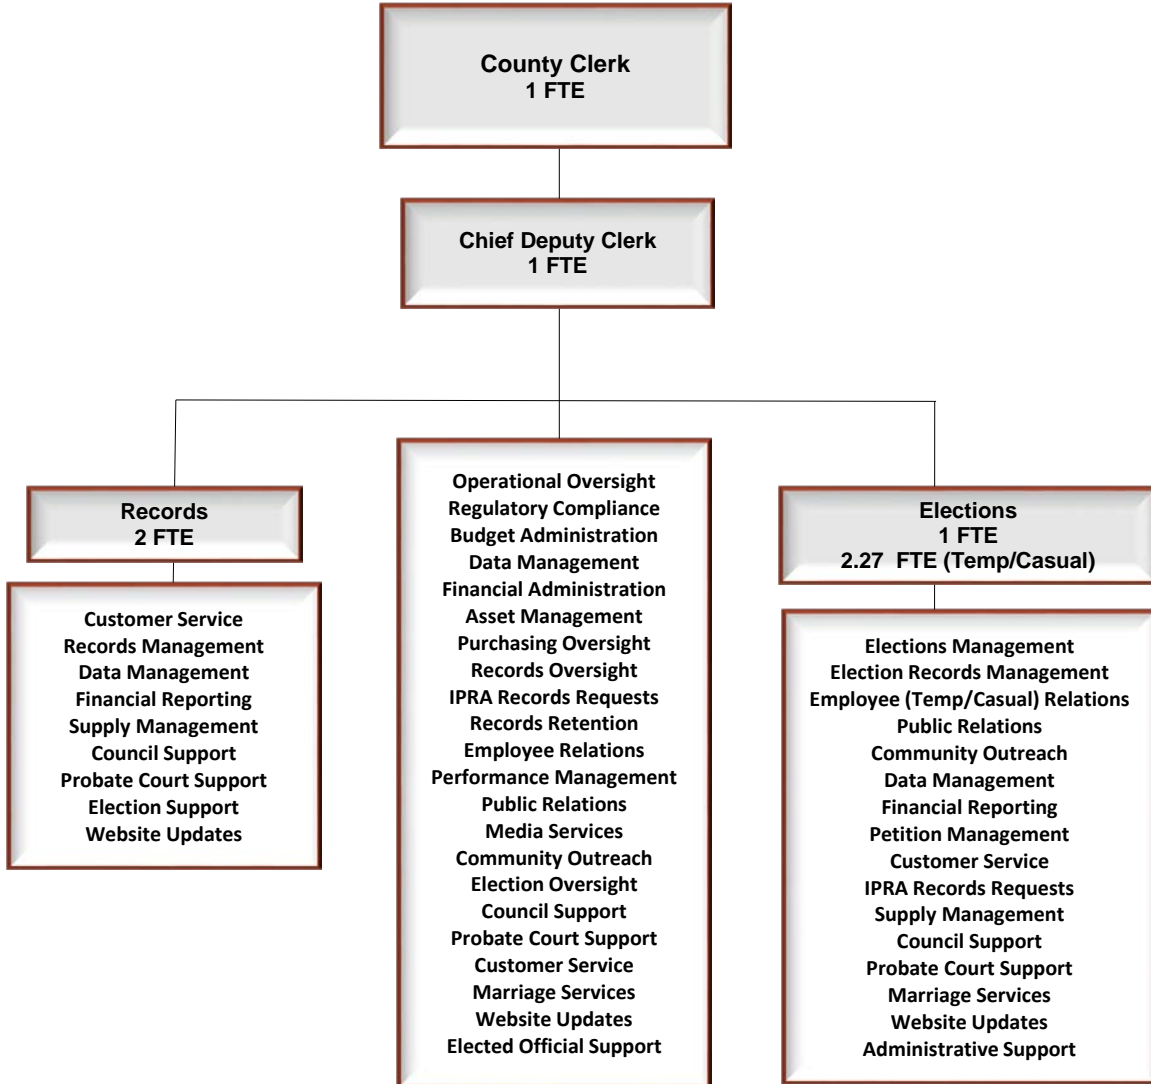 County Clerk
1 FTE
Chief Deputy Clerk
1 FTE
Records
2 FTE
Customer Service
Records Management
Data Management
Financial Reporting
Supply Management
Council Support
Probate Court Support
Election Support
Website Updates
Operational Oversight
Regulatory Compliance
Budget Administration
Data Management
Financial Administration
Asset Management
Purchasing Oversight
Records Oversight
IPRA Records Requests
Records Retention
Employee Relations
Performance Management
Public Relations
Media Services
Community Outreach
Election Oversight
Council Support
Probate Court Support
Customer Service
Marriage Services
Website Updates
Elected Official Support
Elections
1 FTE
2.27 FTE (Temp/Casual)
Elections Management
Election Records Management
Employee (Temp/Casual) Relations
Public Relations
Community Outreach
Data Management
Financial Reporting
Petition Management
Customer Service
IPRA Records Requests
Supply Management
Council Support
Probate Court Support
Marriage Services
Website Updates
Administrative Support